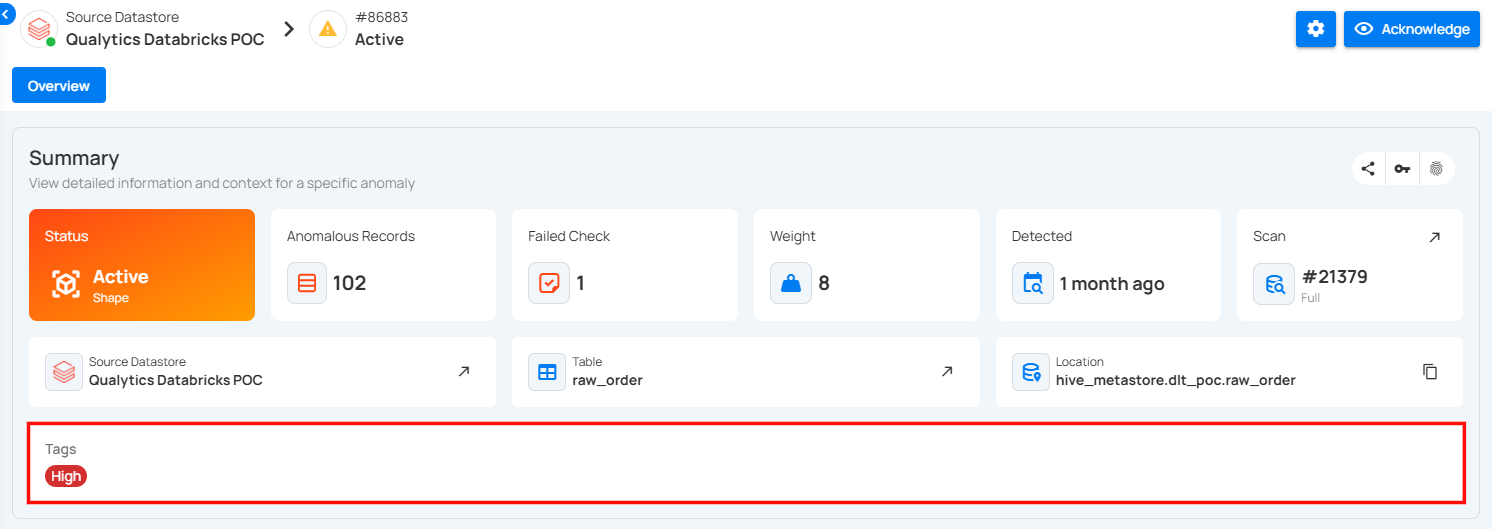 Source Datastore
Qualytics Databricks POC
#86883
Active
Acknowledge
Overview
Summary
View detailed information and context for a specific anomaly
Status
Active
Shape
Anomalous Records
102
Failed Check
1
Weight
8
Detected
1 month ago
Scan
#21379
Full
Source Datastore
Qualytics Databricks POC
Table
raw_order
Location
hive_metastore.dlt_poc.raw_order
Tags
High